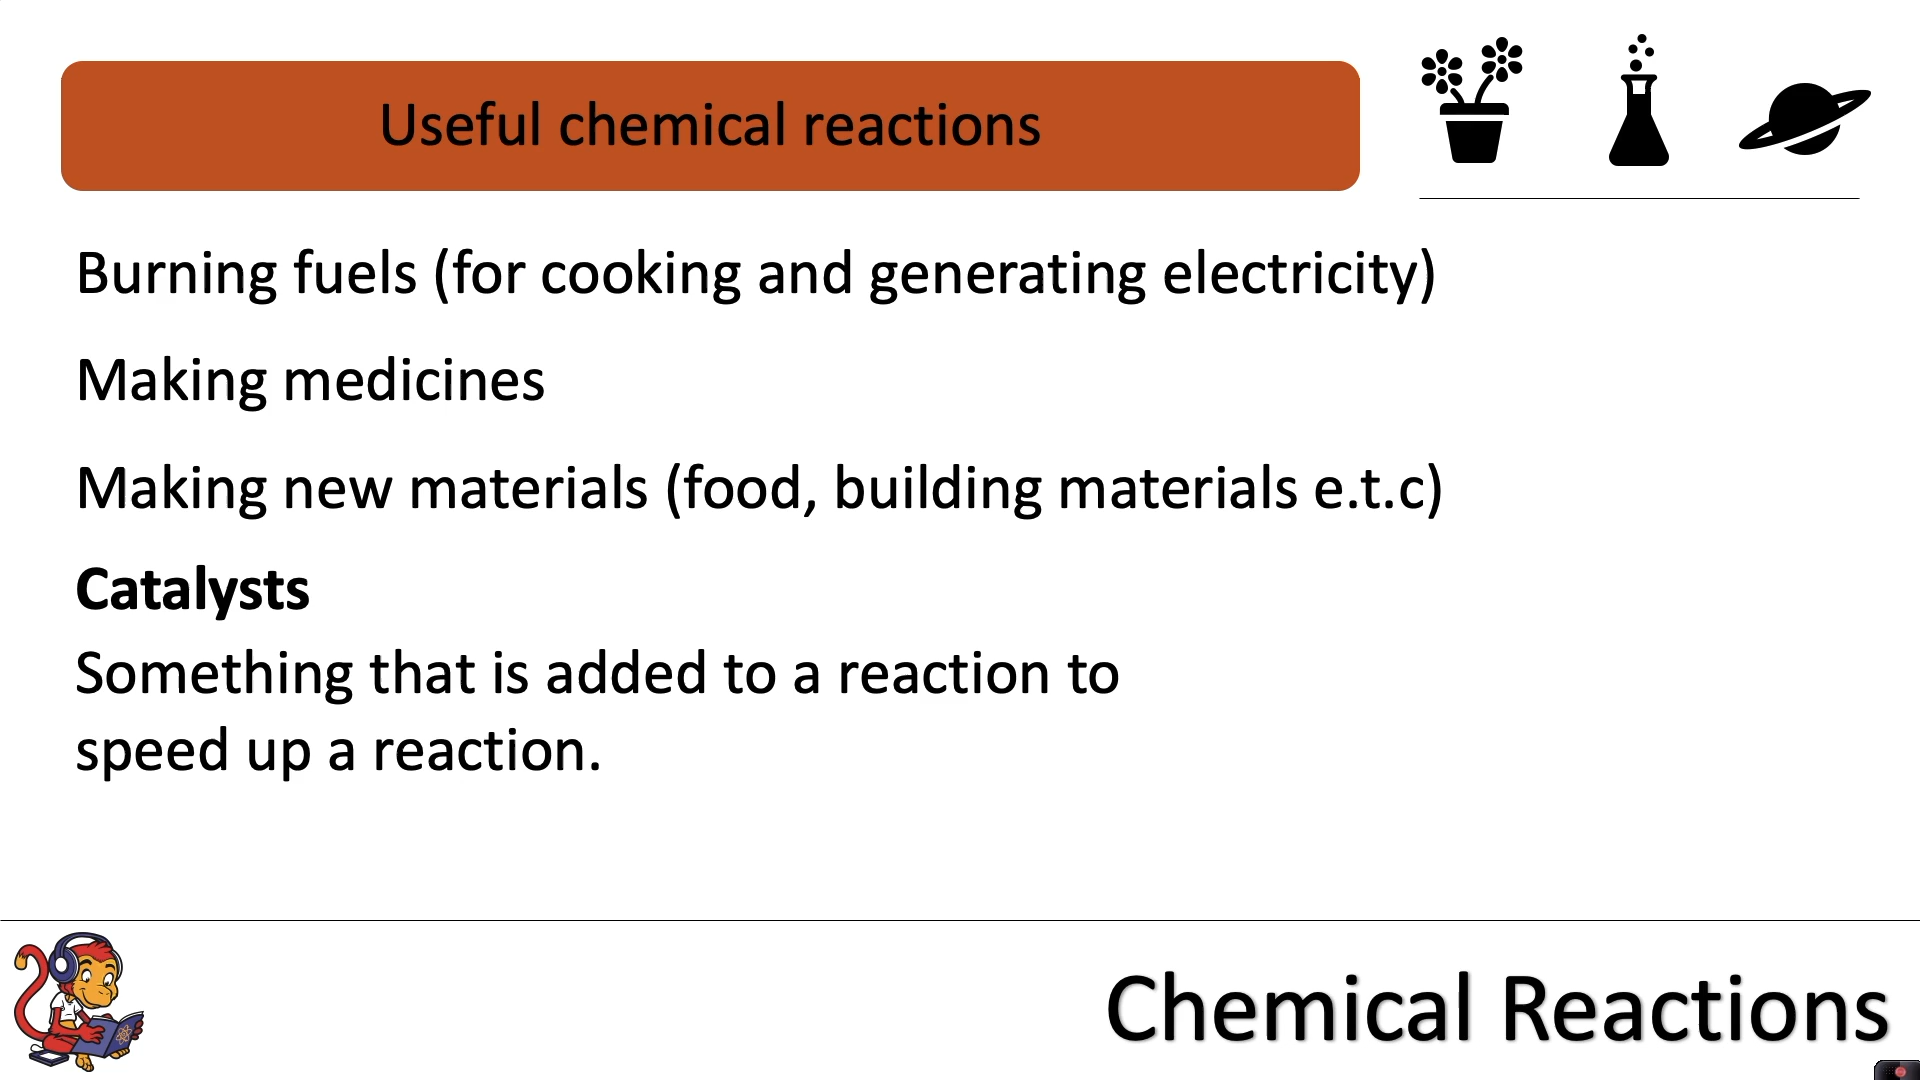 Useful chemical reactions
Burning fuels (for cooking and generating electricity)
Making medicines
Making new materials (food, building materials e.t.c)
Catalysts
Something that is added to a reaction to
speed up a reaction.
Chemical Reactions